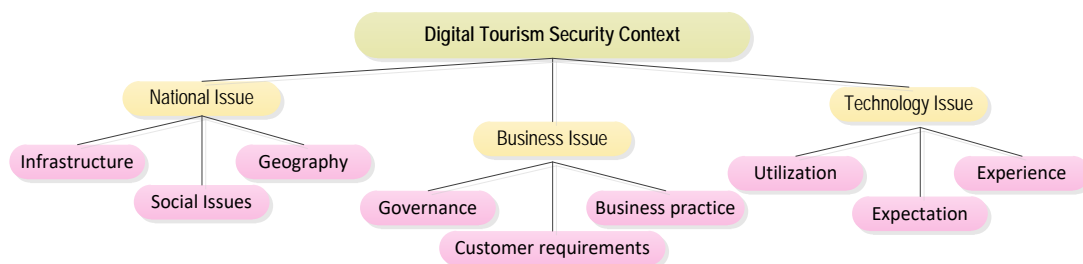 Digital Tourism Security Context
National Issue
Technology Issue
Business Issue
Infrastructure
Geography
Social Issues
Governance
Business practice
Customer requirements
Utilization
Experience
Expectation